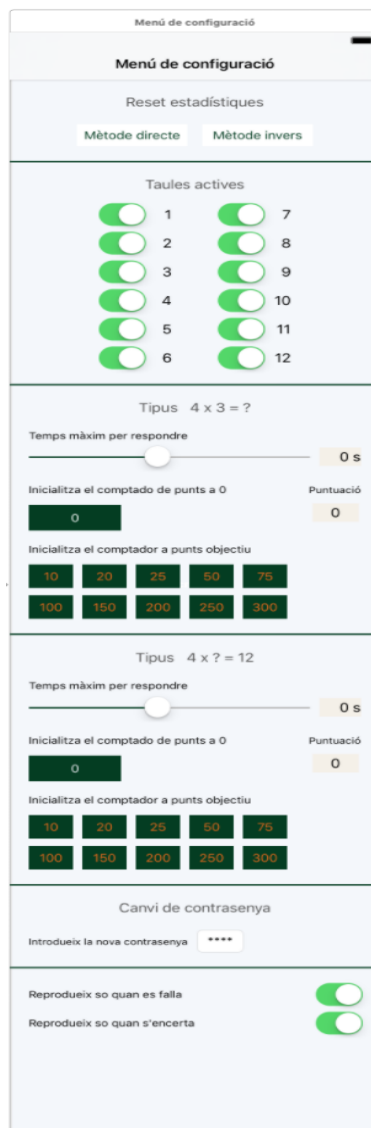 Menú de configuració
Menú de configuració
Reset estadístiques
Mètode directe Mètode invers
Taules actives
1 7
2 8
3 9
4 10
5 11
6 12
Tipus 4 x 3 = ?
Temps màxim per respondre
0 s
Inicialitza el comptado de punts a 0 Puntuació
0 0
Inicialitza el comptador a punts objectiu
10 20 25 50 75
100 150 200 250 300
Tipus 4 x ? = 12
Temps màxim per respondre
0 s
Inicialitza el comptado de punts a 0 Puntuació
0 0
Inicialitza el comptador a punts objectiu
10 20 25 50 75
100 150 200 250 300
Canvi de contrasenya
Introdueix la nova contrasenya ****
Reprodueix so quan es falla
Reprodueix so quan s'encerta